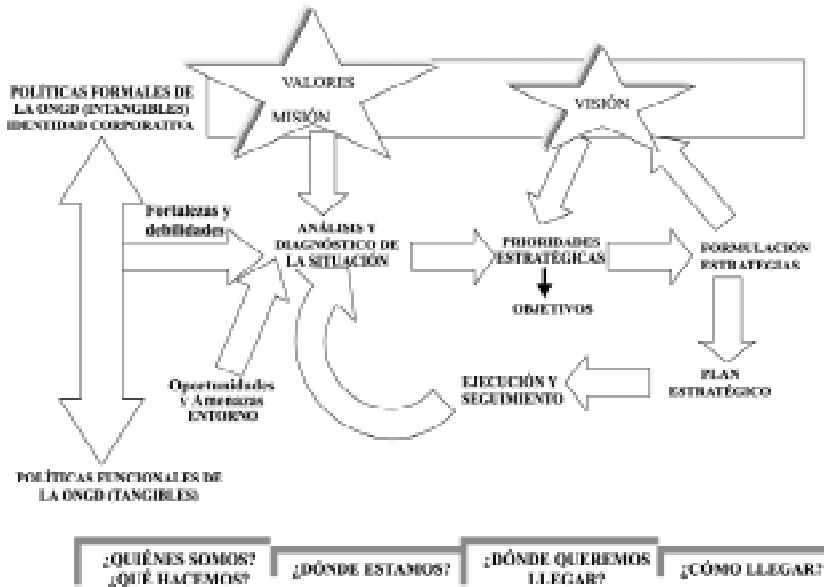 VALORES
MISIÓN
VISIÓN
POLÍTICAS FORMALES DE
LA ONGD (INTANGIBLES)
IDENTIDAD CORPORATIVA
Fortalezas y
debilidades
ANÁLISIS Y
DIAGNÓSTICO DE
LA SITUACIÓN
PRIORIDADES
ESTRATÉGICAS
FORMULACIÓN
ESTRATEGIAS
OBJETIVOS
Oportunidades
y Amenazas
ENTORNO
EJECUCIÓN Y
SEGUIMIENTO
PLAN
ESTRATÉGICO
POLÍTICAS FUNCIONALES DE
LA ONGD (TANGIBLES)
¿QUIÉNES SOMOS?
¿QUÉ HACEMOS?
¿DÓNDE ESTAMOS?
¿DÓNDE QUEREMOS
LLEGAR?
¿CÓMO LLEGAR?